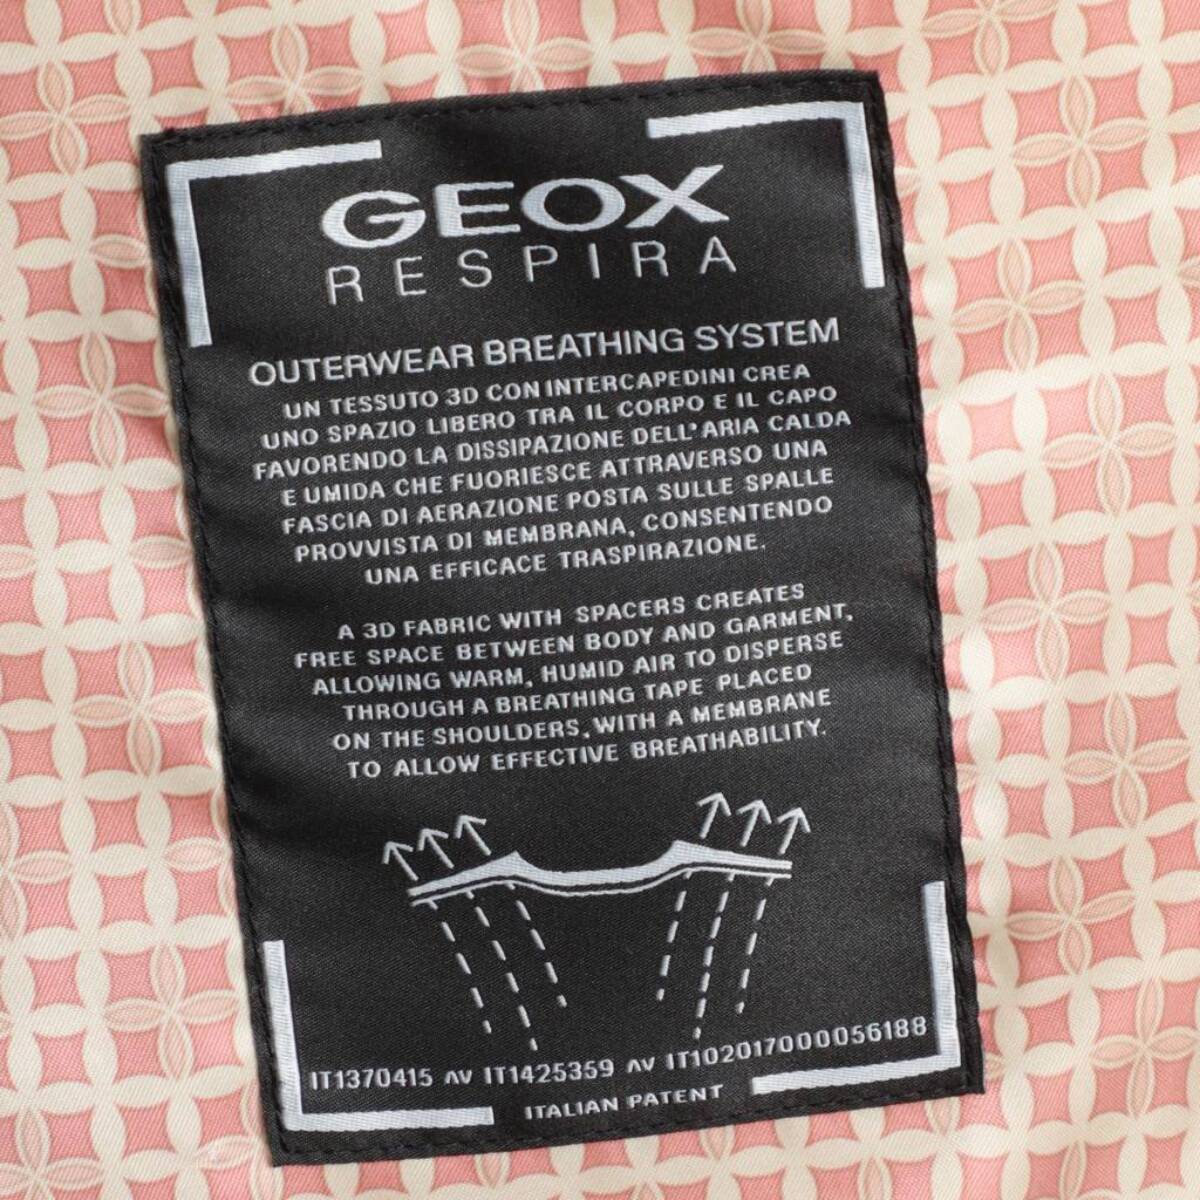 GEOX
RESPIRA
OUTERWEAR BREATHING SYSTEM
UN TESSUTO 3D CON INTERCAPEDINI CREA
UNO SPAZIO LIBERO TRA IL CORPO E IL CAPO
FAVORENDO LA DISSIPAZIONE DELL'ARIA CALDA
E UMIDA CHE FUORIESCE ATTRAVERSO UNA
FASCIA DI AERAZIONE POSTA SULLE SPALLE
PROVVISTA DI MEMBRANA, CONSENTENDO
UNA EFFICACE TRASPIRAZIONE.
A 3D FABRIC WITH SPACERS CREATES
FREE SPACE BETWEEN BODY AND GARMENT,
ALLOWING WARM, HUMID AIR TO DISPERSE
THROUGH A BREATHING TAPE PLACED
ON THE SHOULDERS, WITH A MEMBRANE
TO ALLOW EFFECTIVE BREATHABILITY.
IT1370415 AV IT1425359 AV IT102017000056188
ITALIAN PATENT